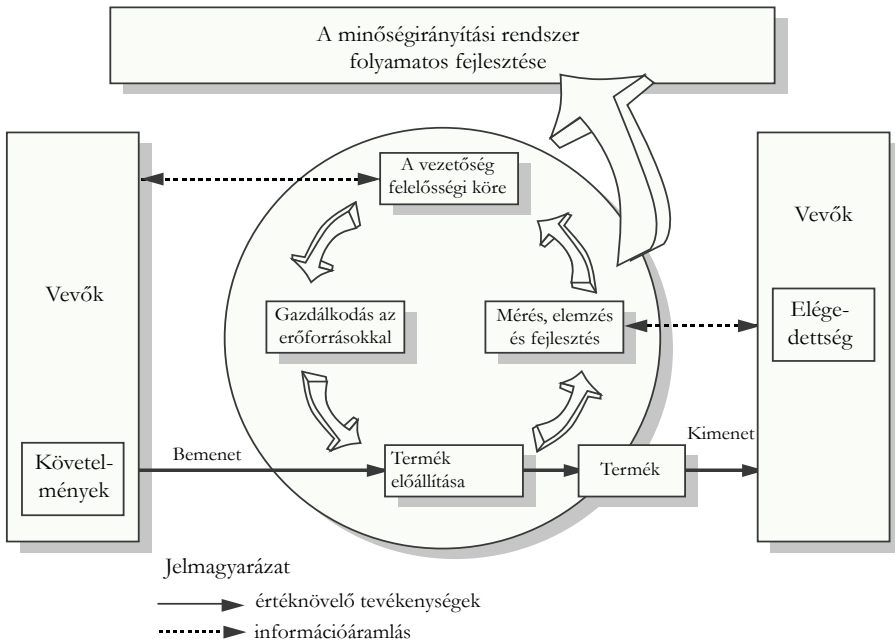 A minőségirányítási rendszer
folyamatos fejlesztése
Vevők
Követel-
mények
A vezetőség
felelősségi köre
Gazdálkodás az
erőforrásokkal
Mérés, elemzés
és fejlesztés
Bemenet
Termék
előállítása
Termék
Kimenet
Vevők
Elége-
dettség
Jelmagyarázat
értéknövelő tevékenységek
információáramlás